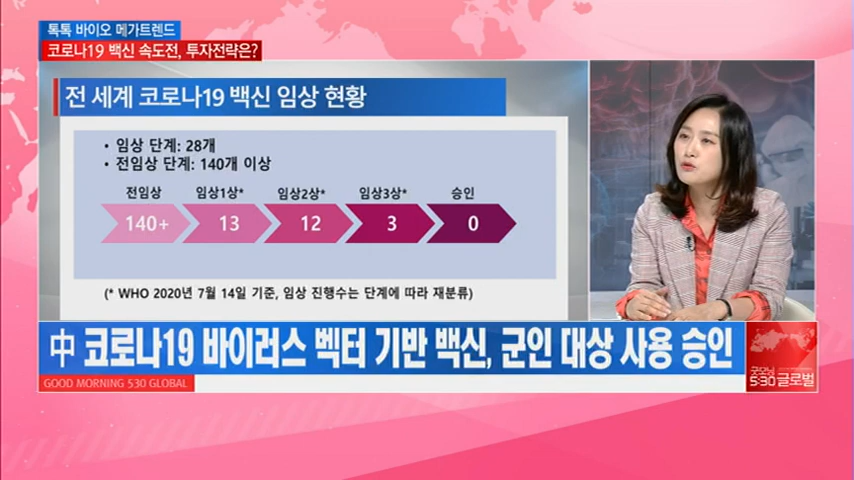 톡톡 바이오 메가트렌드
코로나19 백신 속도전, 투자전략은?
전 세계 코로나19 백신 임상 현황
• 임상 단계: 28개
• 전임상 단계: 140개 이상
전임상 임상1상* 임상2상* 임상3상* 승인
140+ 13 12 3 0
(* WHO 2020년 7월 14일 기준, 임상 진행수는 단계에 따라 재분류)
中 코로나19 바이러스 벡터 기반 백신, 군인 대상 사용 승인
GOOD MORNING 530 GLOBAL
굿모닝
5:30 글로벌